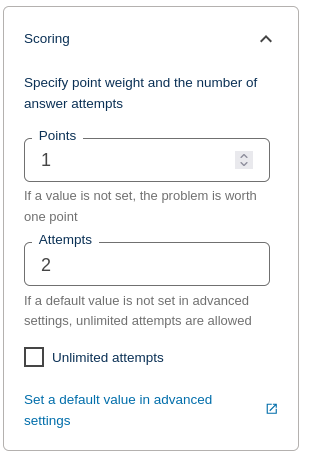 Scoring
Specify point weight and the number of
answer attempts
Points
1
If a value is not set, the problem is worth
one point
Attempts
2
If a default value is not set in advanced
settings, unlimited attempts are allowed
Unlimited attempts
Set a default value in advanced
settings